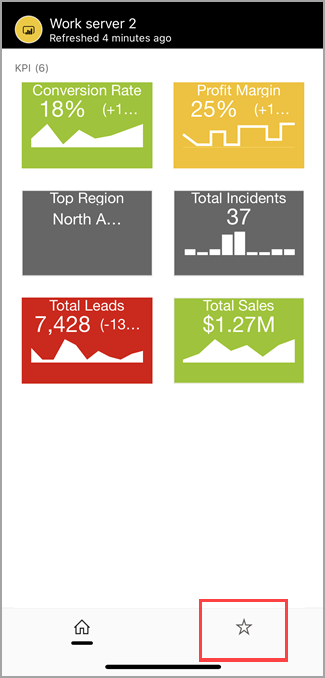 Work server 2
Refreshed 4 minutes ago
KPI (6)
Conversion Rate
18% (+1...
Profit Margin
25% (+1...
Top Region
North A...
Total Incidents
37
Total Leads
7,428 (-13...
Total Sales
$1.27M